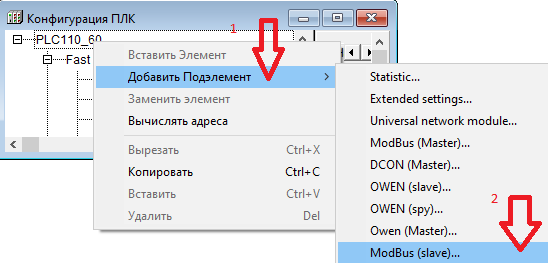 Конфигурация ПЛК
PLC110_60
Fast
1
Вставить Элемент
Добавить Подэлемент
Заменить элемент
Вычислять адреса
Вырезать Ctrl+X
Копировать Ctrl+C
Вставить Ctrl+V
Удалить Del
Statistic...
Extended settings...
Universal network module...
ModBus (Master)...
DCON (Master)...
OWEN (slave)...
OWEN (spy)...
Owen (Master)...
ModBus (slave)...
2